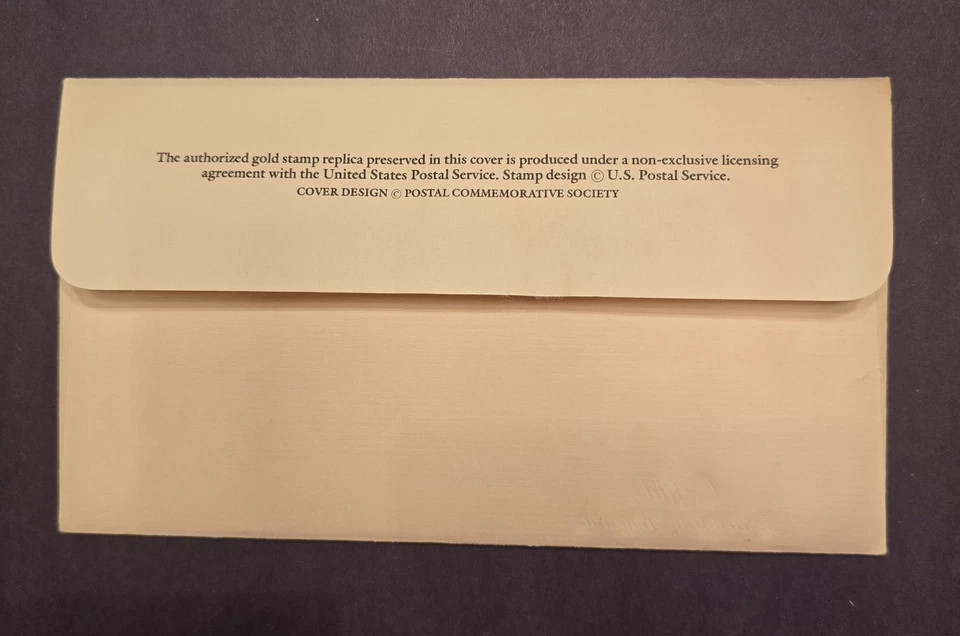 The authorized gold stamp replica preserved in this cover is produced under a non-exclusive licensing
agreement with the United States Postal Service. Stamp design © U.S. Postal Service.
COVER DESIGN © POSTAL COMMEMORATIVE SOCIETY